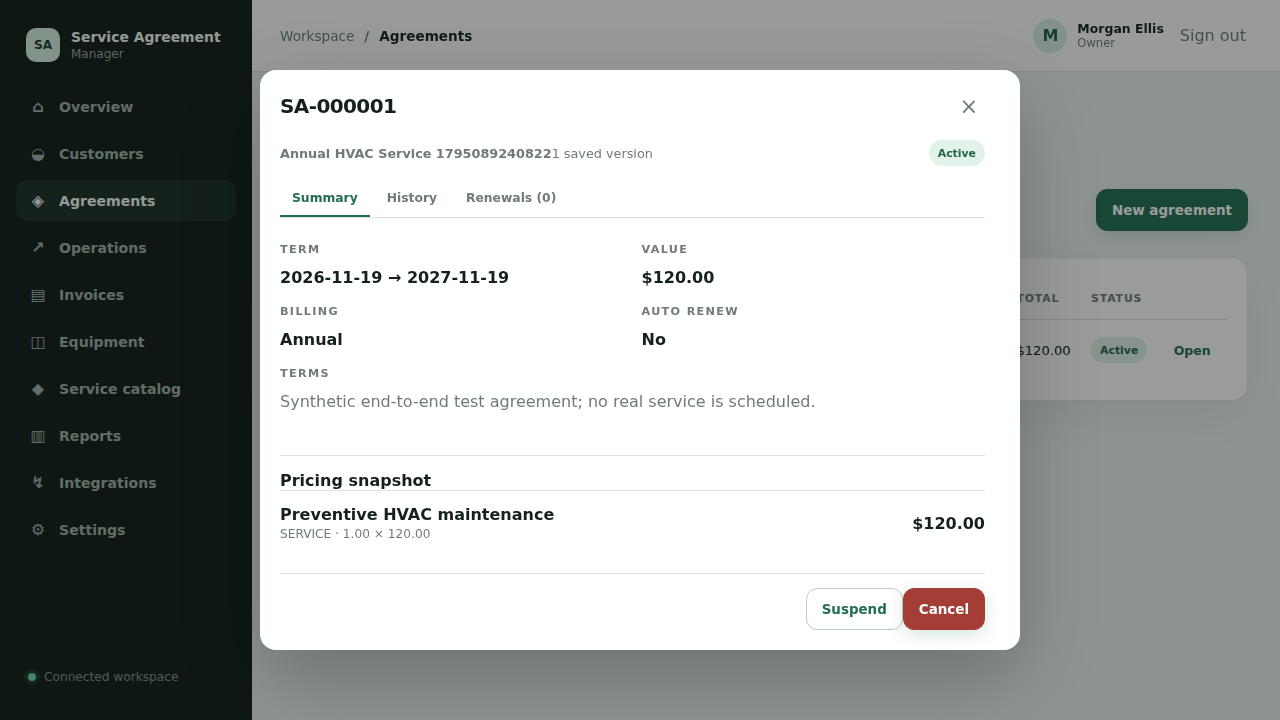 SA
Service Agreement
Manager
Overview
Customers
Agreements
Operations
Invoices
Equipment
Service catalog
Reports
Integrations
Settings
Connected workspace
Workspace / Agreements
M
Morgan Ellis
Owner
Sign out
New agreement
TOTAL STATUS
$120.00 Active Open
SA-000001
×
Annual HVAC Service 17950892408221 saved version
Active
Summary History Renewals (0)
TERM VALUE
2026-11-19 → 2027-11-19 $120.00
BILLING AUTO RENEW
Annual No
TERMS
Synthetic end-to-end test agreement; no real service is scheduled.
Pricing snapshot
Preventive HVAC maintenance
SERVICE · 1.00 × 120.00
$120.00
Suspend Cancel